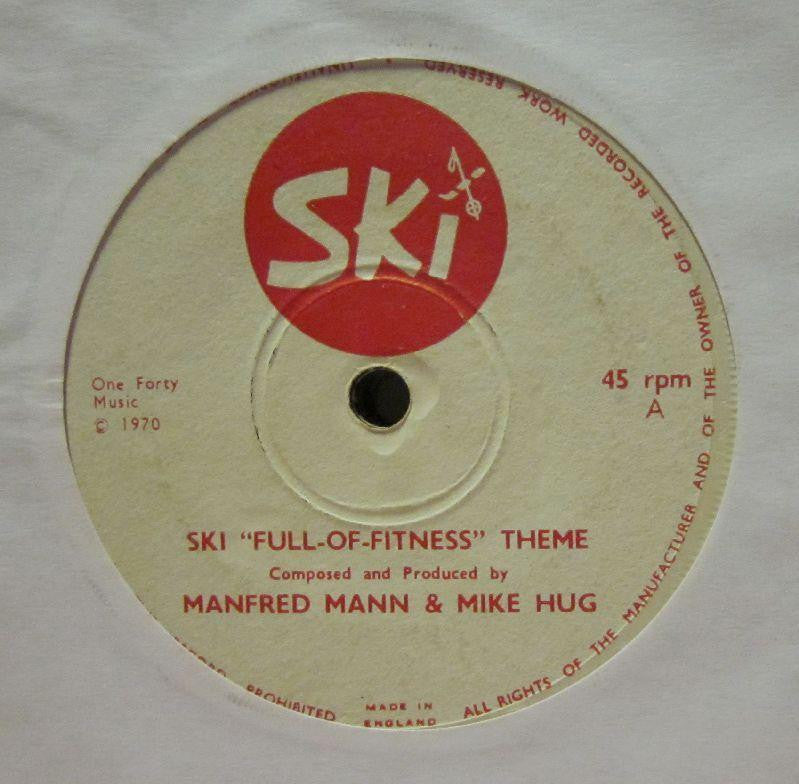 SKi
One Forty
Music
© 1970
45 rpm
A
SKI "FULL-OF-FITNESS" THEME
Composed and Produced by
MANFRED MANN & MIKE HUG
MADE IN
ENGLAND
ALL RIGHTS OF THE MANUFACTURER AND OF THE OWNER OF THE RECORDED WORK RESERVED
PROHIBITED